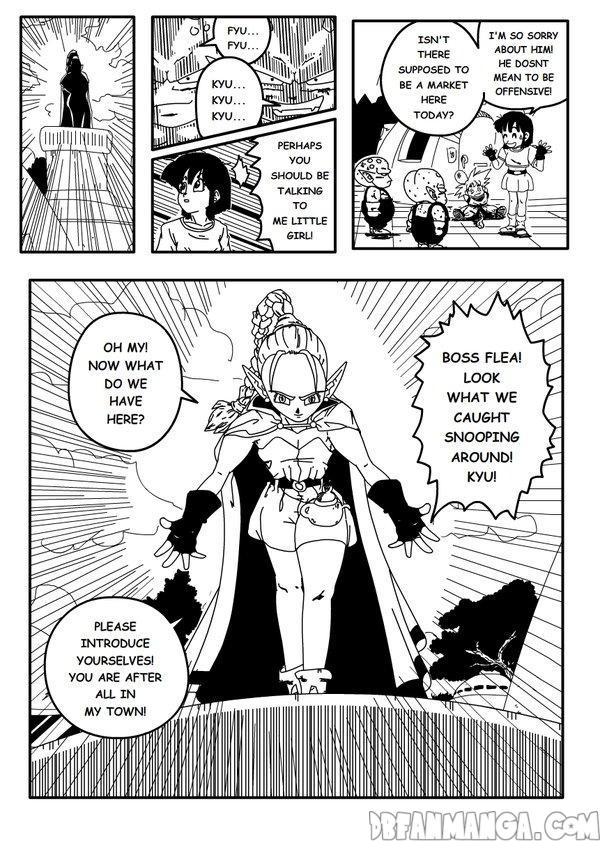 I'M SO SORRY
ABOUT HIM!
HE DOSNT
MEAN TO BE
OFFENSIVE!
ISN'T
THERE
SUPPOSED TO
BE A MARKET
HERE
TODAY?
FYU...
FYU...
KYU...
KYU...
KYU...
PERHAPS
YOU
SHOULD BE
TALKING
TO
ME LITTLE
GIRL!
BOSS FLEA!
LOOK
WHAT WE
CAUGHT
SNOOPING
AROUND!
KYU!
OH MY!
NOW WHAT
DO WE
HAVE
HERE?
PLEASE
INTRODUCE
YOURSELVES!
YOU ARE AFTER
ALL IN
MY TOWN!
DBFANMANGA.COM